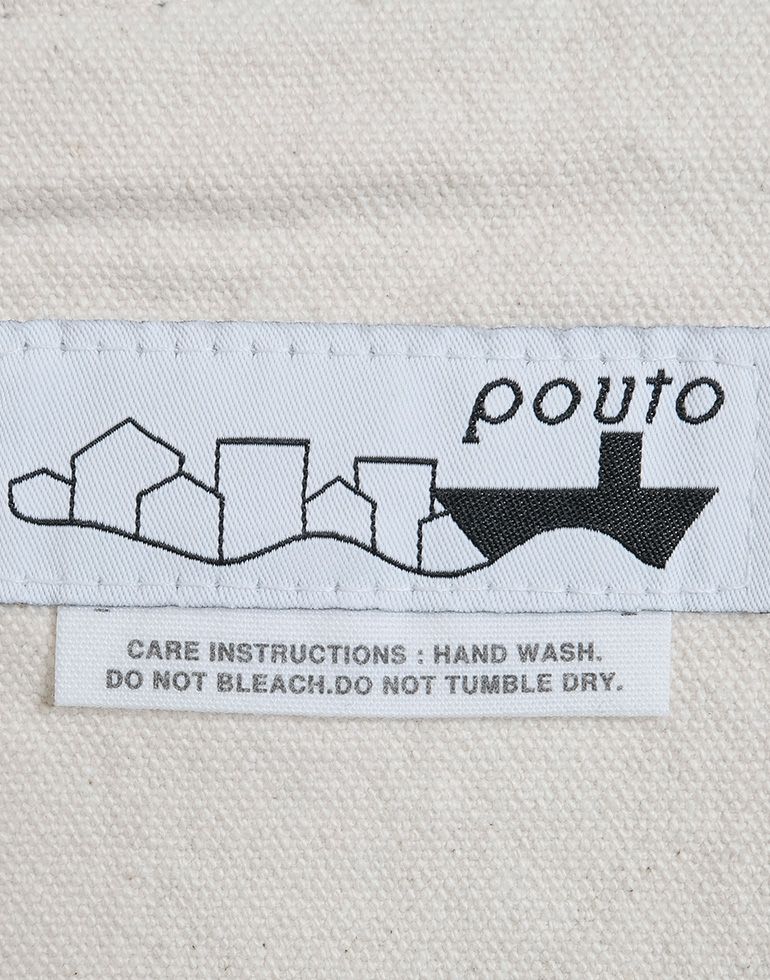 pouto
CARE INSTRUCTIONS : HAND WASH.
DO NOT BLEACH.DO NOT TUMBLE DRY.